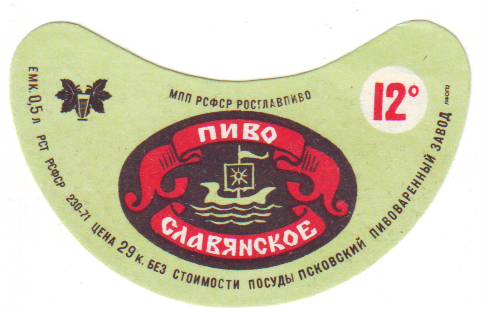 МПП РСФСР РОСГЛАВПИВО
12°
ПИВО
СЛАВЯНСКОЕ
ЕМК. 0,5 Л РСТ РСФСР 230-71 ЦЕНА 29 К. БЕЗ СТОИМОСТИ ПОСУДЫ ПСКОВСКИЙ ПИВОВАРЕННЫЙ ЗАВОД